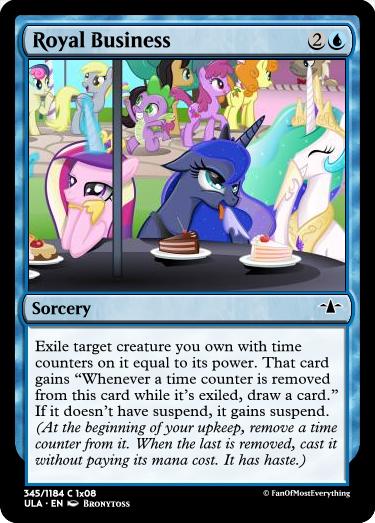 Royal Business 2
Sorcery
Exile target creature you own with time
counters on it equal to its power. That card
gains “Whenever a time counter is removed
from this card while it’s exiled, draw a card.”
If it doesn’t have suspend, it gains suspend.
(At the beginning of your upkeep, remove a
time counter from it. When the last is removed, cast it
without paying its mana cost. It has haste.)
345/1184 C 1x08
ULA • EN Bronytoss
© FanOfMostEverything